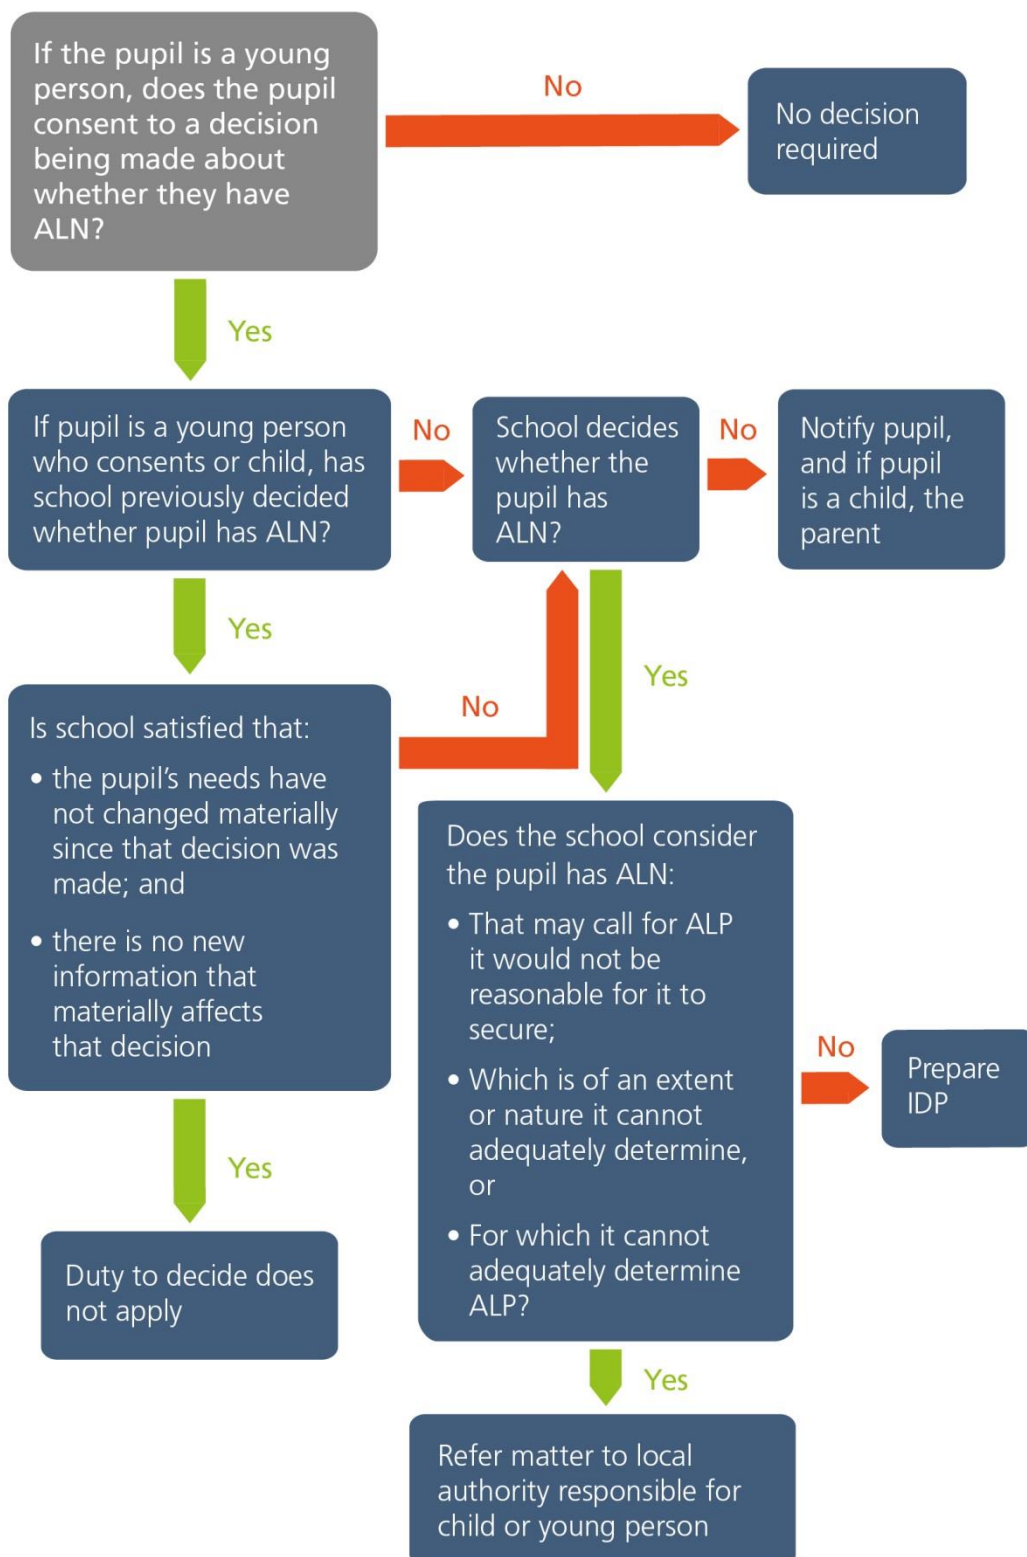 If the pupil is a young
person, does the pupil
consent to a decision
being made about
whether they have
ALN?
No
No decision
required
Yes
If pupil is a young person
who consents or child, has
school previously decided
whether pupil has ALN?
No
School decides
whether the
pupil has
ALN?
No
Notify pupil,
and if pupil
is a child, the
parent
Yes
Is school satisfied that:
• the pupil’s needs have
not changed materially
since that decision was
made; and
• there is no new
information that
materially affects
that decision
No
Yes
Does the school consider
the pupil has ALN:
• That may call for ALP
it would not be
reasonable for it to
secure;
• Which is of an extent
or nature it cannot
adequately determine,
or
• For which it cannot
adequately determine
ALP?
No
Prepare
IDP
Yes
Duty to decide does
not apply
Yes
Refer matter to local
authority responsible for
child or young person